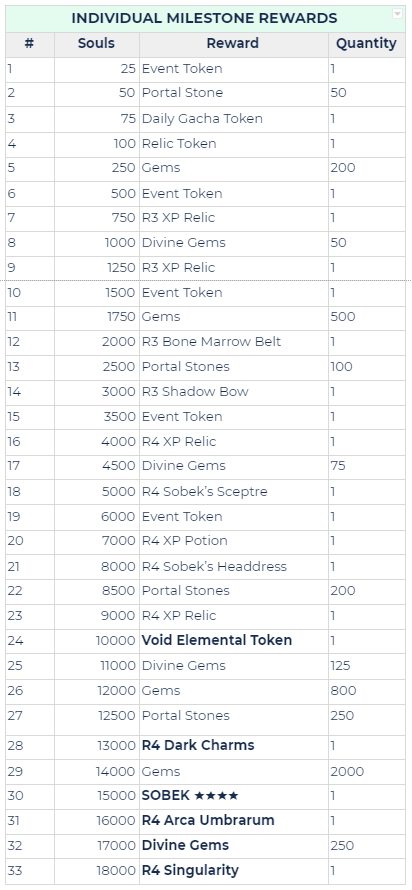 INDIVIDUAL MILESTONE REWARDS
# Souls Reward Quantity
1 25 Event Token 1
2 50 Portal Stone 50
3 75 Daily Gacha Token 1
4 100 Relic Token 1
5 250 Gems 200
6 500 Event Token 1
7 750 R3 XP Relic 1
8 1000 Divine Gems 50
9 1250 R3 XP Relic 1
10 1500 Event Token 1
11 1750 Gems 500
12 2000 R3 Bone Marrow Belt 1
13 2500 Portal Stones 100
14 3000 R3 Shadow Bow 1
15 3500 Event Token 1
16 4000 R4 XP Relic 1
17 4500 Divine Gems 75
18 5000 R4 Sobek's Sceptre 1
19 6000 Event Token 1
20 7000 R4 XP Potion 1
21 8000 R4 Sobek's Headdress 1
22 8500 Portal Stones 200
23 9000 R4 XP Relic 1
24 10000 Void Elemental Token 1
25 11000 Divine Gems 125
26 12000 Gems 800
27 12500 Portal Stones 250
28 13000 R4 Dark Charms 1
29 14000 Gems 2000
30 15000 SOBEK ★★★★ 1
31 16000 R4 Arca Umbrarum 1
32 17000 Divine Gems 250
33 18000 R4 Singularity 1